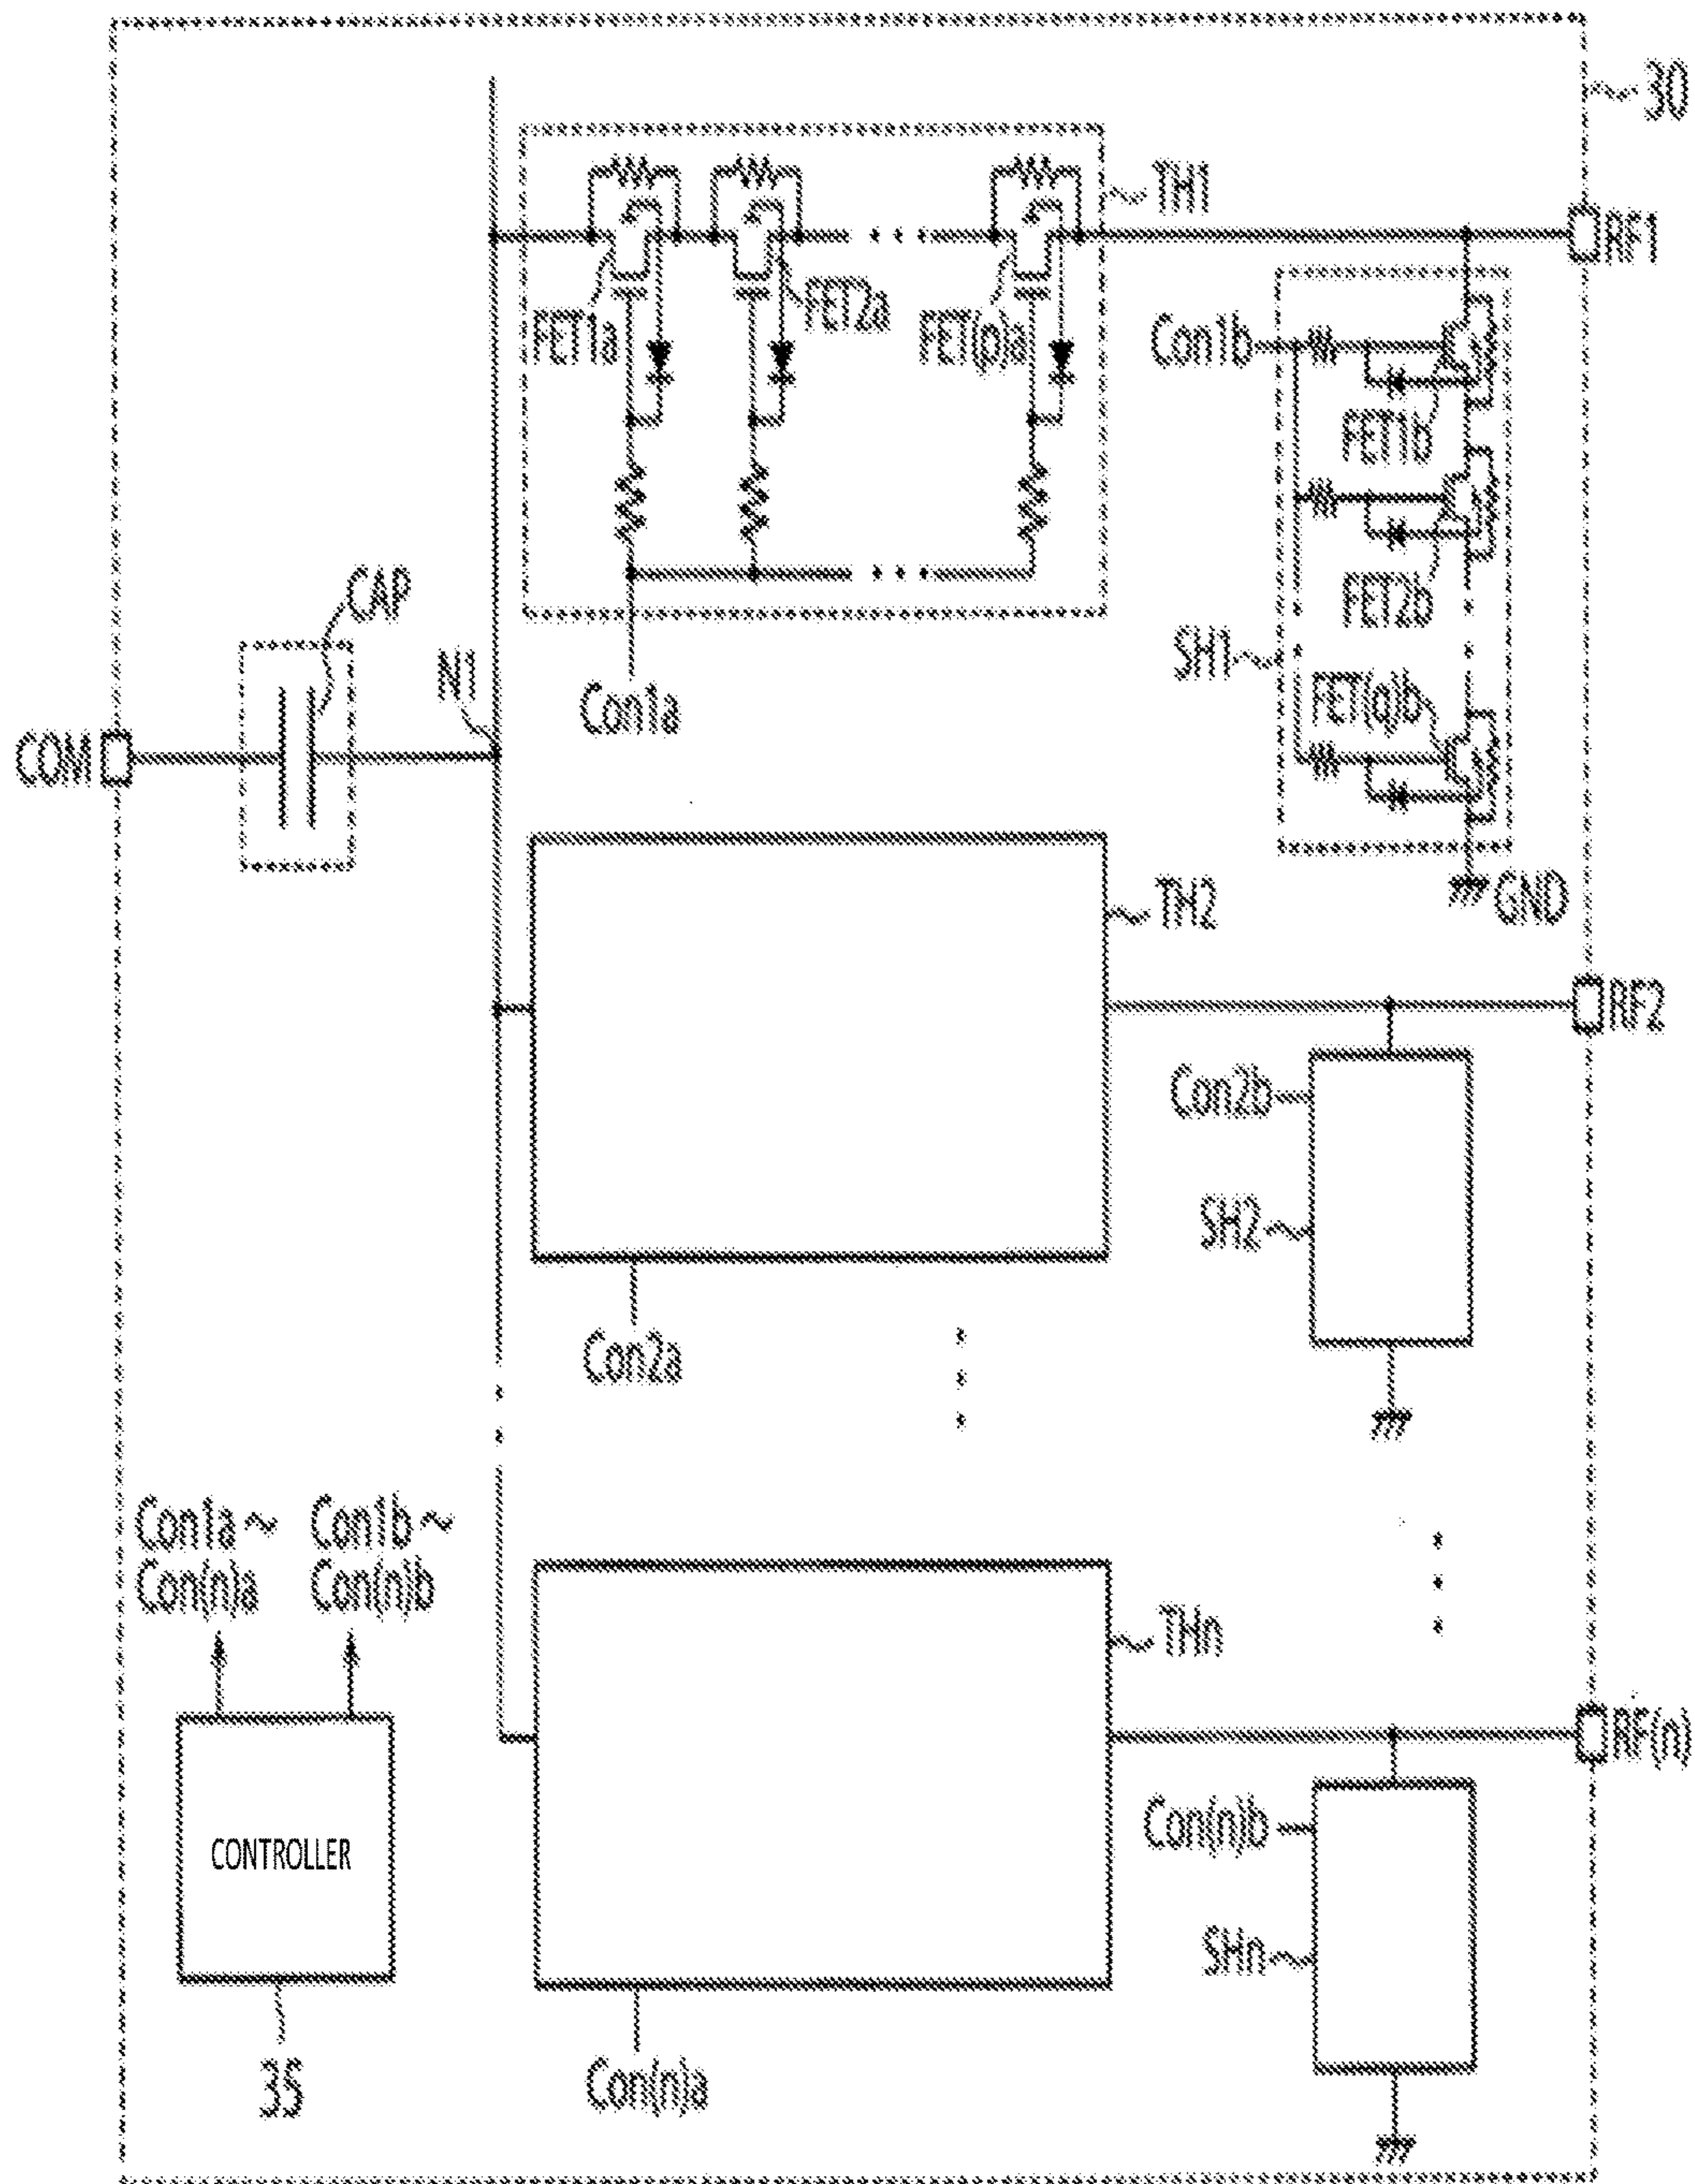 30
TH1
RF1
FET1a
FET2a
FET(p)a
Con1b
FET1b
FET2b
CAP
SH1
N1
FET(q)b
Con1a
COM
GND
TH2
RF2
Con2b
SH2
Con2a
Con1a ~ Con1b ~
Con(n)a Con(n)b
THn
RF(n)
Con(n)b
CONTROLLER
SHn
35
Con(n)a